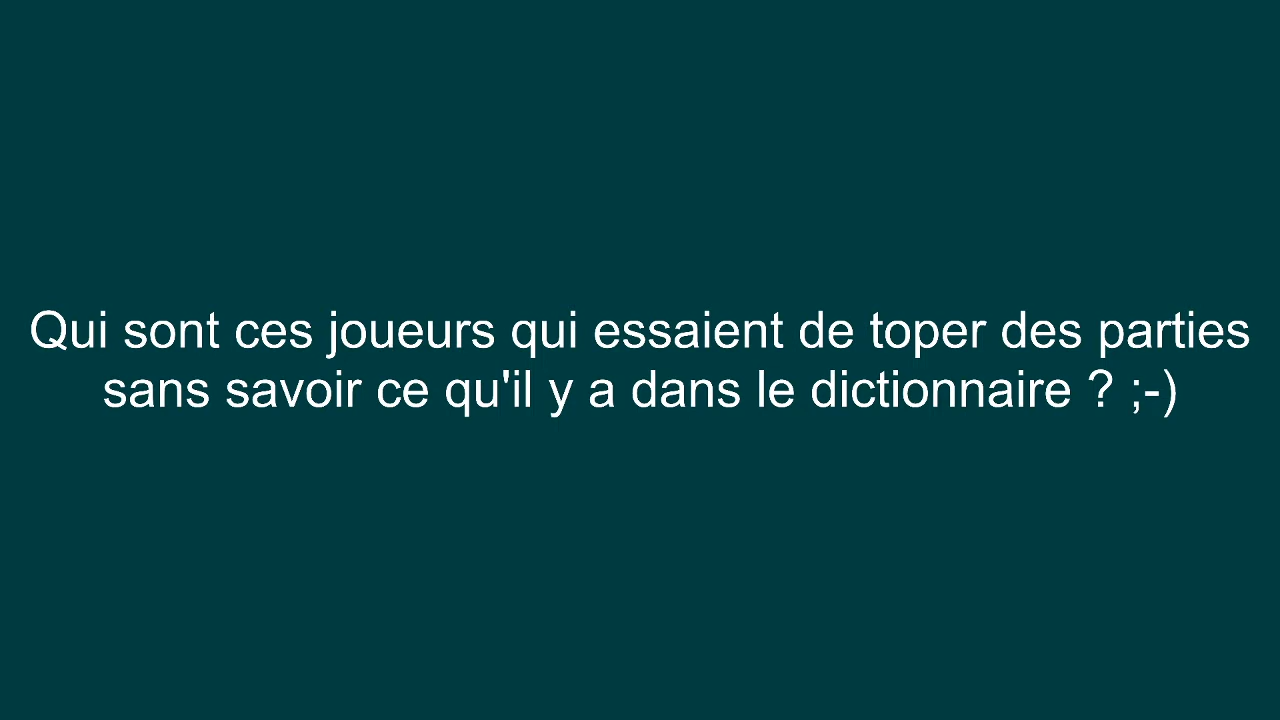 Qui sont ces joueurs qui essaient de toper des parties
sans savoir ce qu'il y a dans le dictionnaire ? ;-)